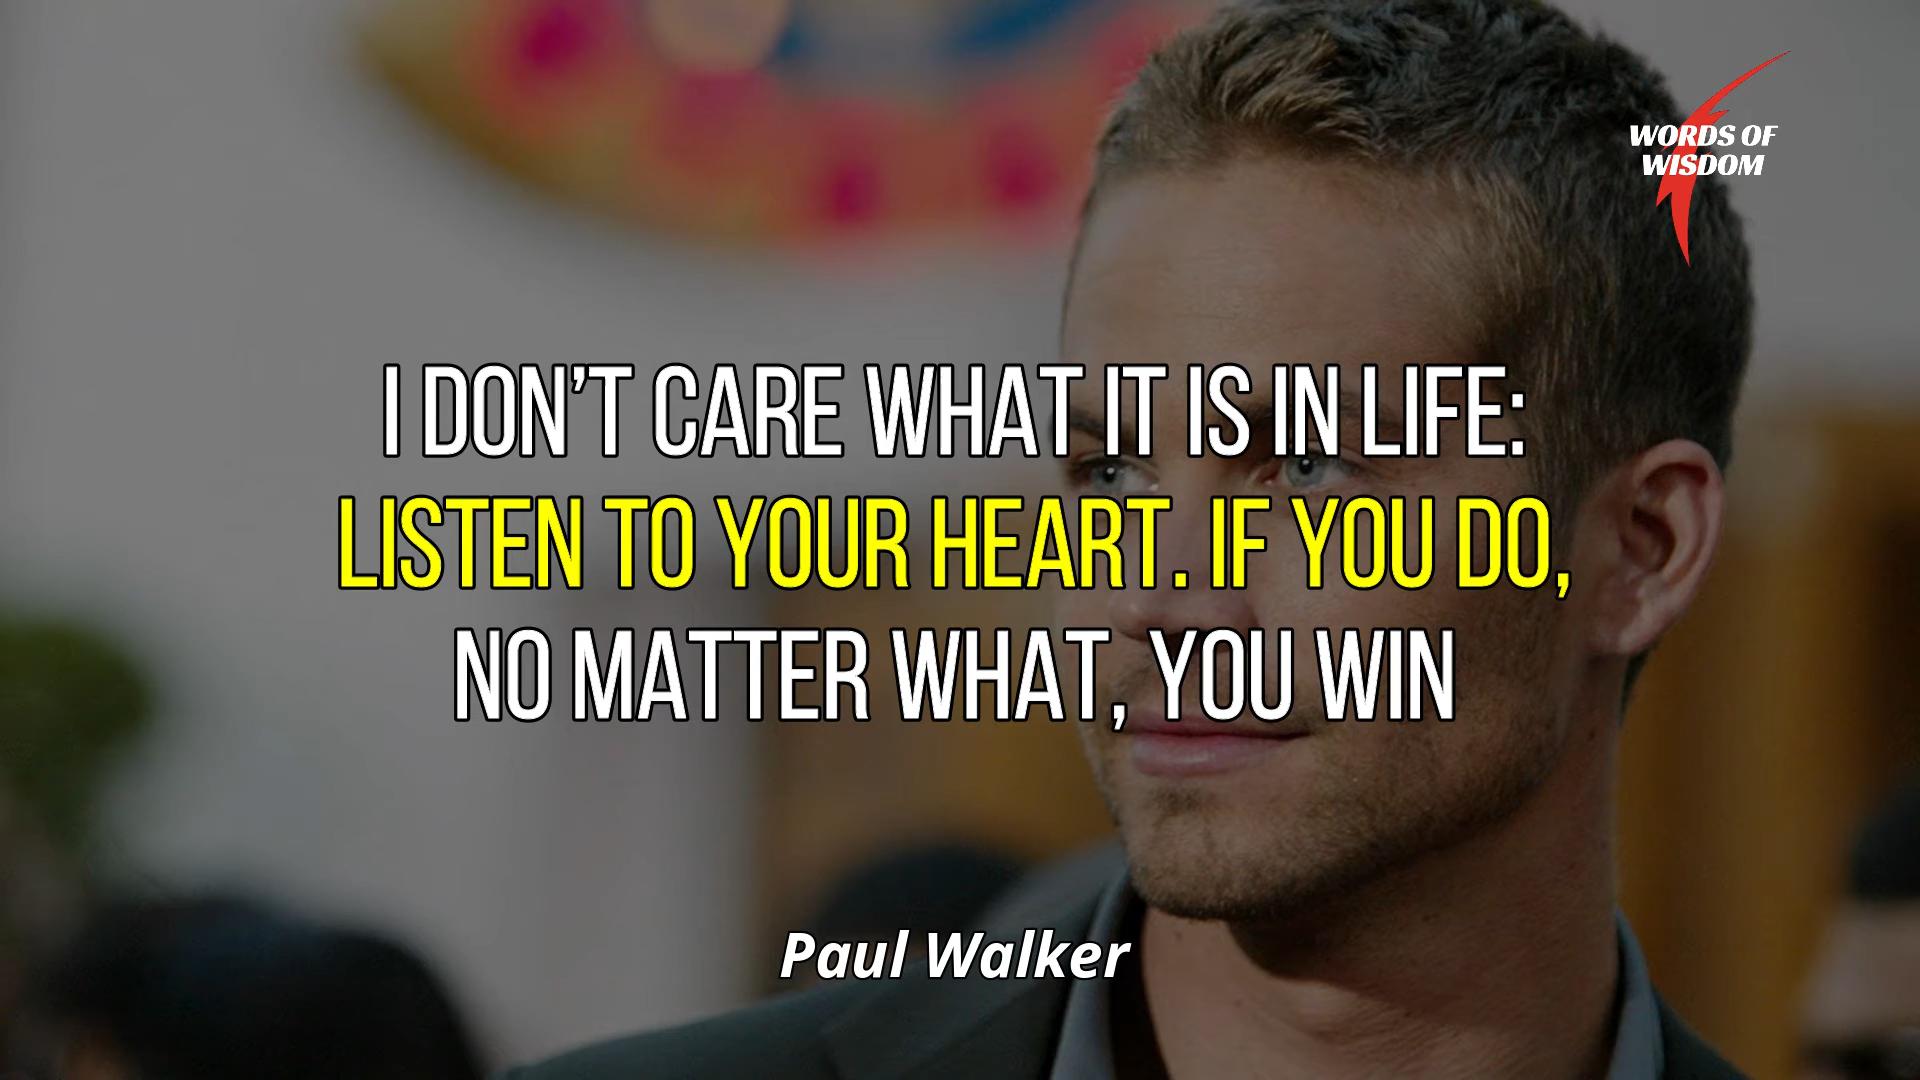 WORDS OF
WISDOM
I DON’T CARE WHAT IT IS IN LIFE:
LISTEN TO YOUR HEART. IF YOU DO,
NO MATTER WHAT, YOU WIN
Paul Walker